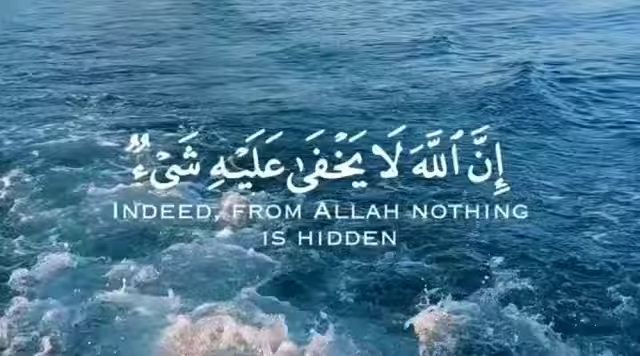 إِنَّ ٱللَّهَ لَا يَخْفَىٰ عَلَيْهِ شَىْءٌ
INDEED, FROM ALLAH NOTHING
IS HIDDEN